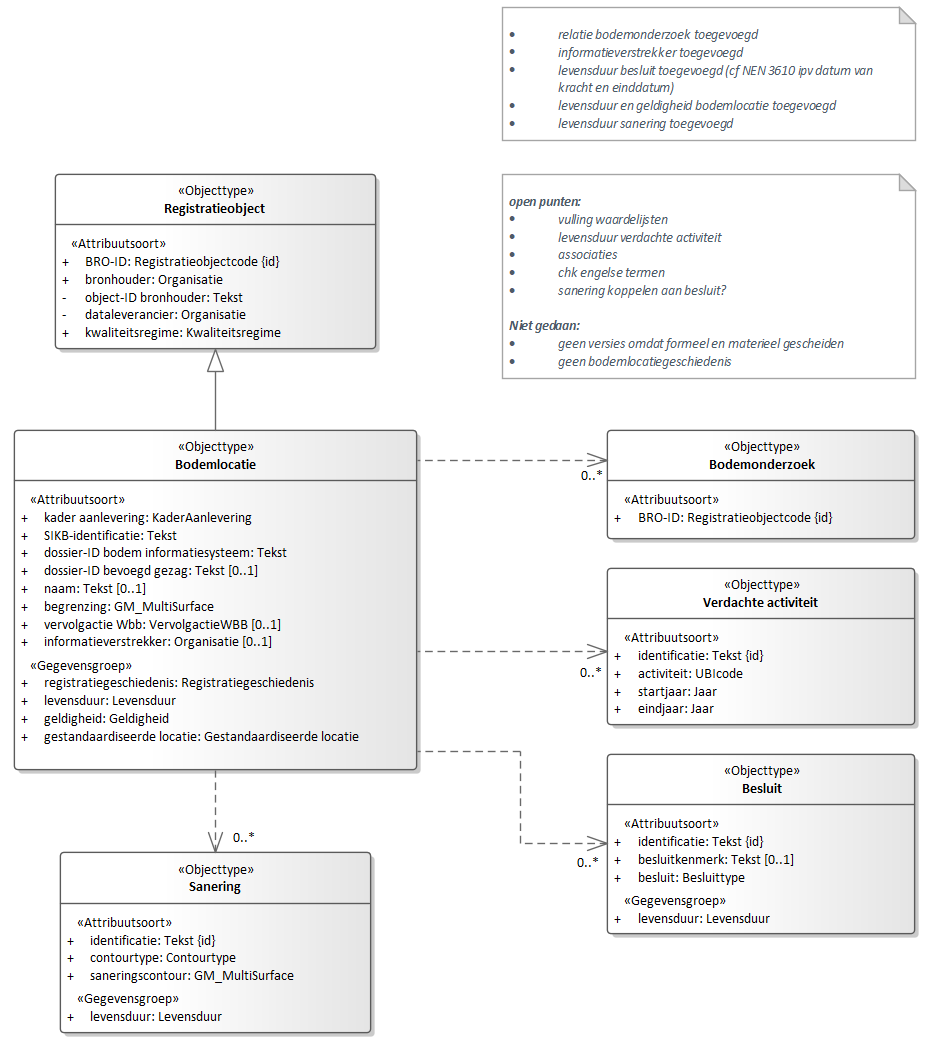 • relatie bodemonderzoek toegevoegd
• informatieverstrekker toegevoegd
• levensduur besluit toegevoegd (cf NEN 3610 ipv datum van
kracht en einddatum)
• levensduur en geldigheid bodemlocatie toegevoegd
• levensduur sanering toegevoegd
open punten:
• vulling waardelijsten
• levensduur verdachte activiteit
• associaties
• chk engelse termen
• sanering koppelen aan besluit?
Niet gedaan:
• geen versies omdat formeel en materieel gescheiden
• geen bodemlocatiegeschiedenis
«Objecttype»
Registratieobject
«Attribuutsoort»
+ BRO-ID: Registratieobjectcode {id}
+ bronhouder: Organisatie
- object-ID bronhouder: Tekst
- dataleverancier: Organisatie
+ kwaliteitsregime: Kwaliteitsregime
«Objecttype»
Bodemlocatie
«Attribuutsoort»
+ kader aanlevering: KaderAanlevering
+ SIKB-identificatie: Tekst
+ dossier-ID bodem informatiesysteem: Tekst
+ dossier-ID bevoegd gezag: Tekst [0..1]
+ naam: Tekst [0..1]
+ begrenzing: GM_MultiSurface
+ vervolgactie Wbb: VervolgactieWBB [0..1]
+ informatieverstrekker: Organisatie [0..1]
«Gegevensgroep»
+ registratiegeschiedenis: Registratiegeschiedenis
+ levensduur: Levensduur
+ geldigheid: Geldigheid
+ gestandaardiseerde locatie: Gestandaardiseerde locatie
0..*
«Objecttype»
Bodemonderzoek
«Attribuutsoort»
+ BRO-ID: Registratieobjectcode {id}
0..*
«Objecttype»
Verdachte activiteit
«Attribuutsoort»
+ identificatie: Tekst {id}
+ activiteit: UBIcode
+ startjaar: Jaar
+ eindjaar: Jaar
0..*
«Objecttype»
Besluit
«Attribuutsoort»
+ identificatie: Tekst {id}
+ besluitkenmerk: Tekst [0..1]
+ besluit: Besluittype
«Gegevensgroep»
+ levensduur: Levensduur
0..*
«Objecttype»
Sanering
«Attribuutsoort»
+ identificatie: Tekst {id}
+ contourtype: Contourtype
+ saneringscontour: GM_MultiSurface
«Gegevensgroep»
+ levensduur: Levensduur